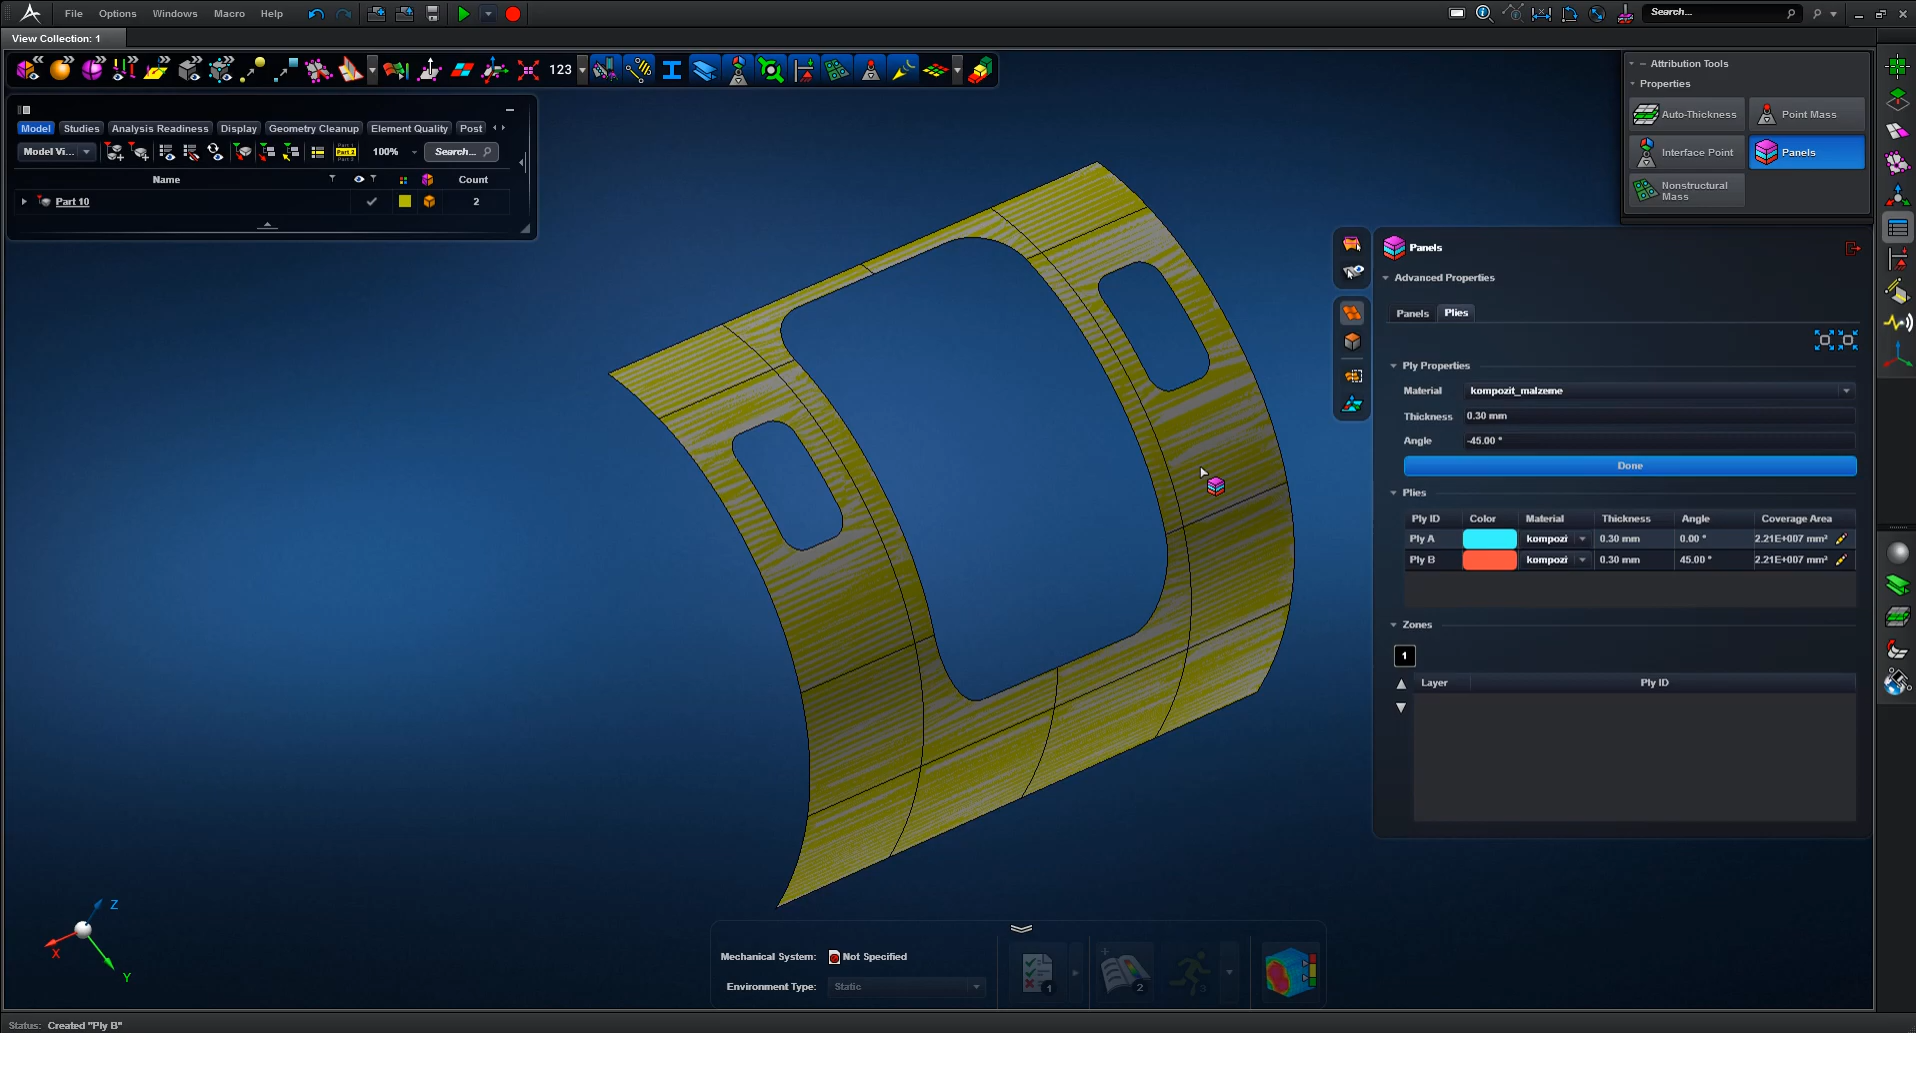 File Options Windows Macro Help Search...
View Collection: 1
123
Model Studies Analysis Readiness Display Geometry Cleanup Element Quality Post
Model Vi... 100% Search...
Name Count
Part 10 2
Attribution Tools
Properties
Auto-Thickness Point Mass
Interface Point Panels
Nonstructural Mass
Panels
Advanced Properties
Panels Plies
Ply Properties
Material kompozit_malzeme
Thickness 0.30 mm
Angle -45.00 °
Done
Plies
Ply ID Color Material Thickness Angle Coverage Area
Ply A kompozi 0.30 mm 0.00 ° 2.21E+007 mm²
Ply B kompozi 0.30 mm 45.00 ° 2.21E+007 mm²
Zones
1
Layer Ply ID
Z
X
Y
Mechanical System: Not Specified
Environment Type: Static
1 2 3
Status: Created "Ply B"